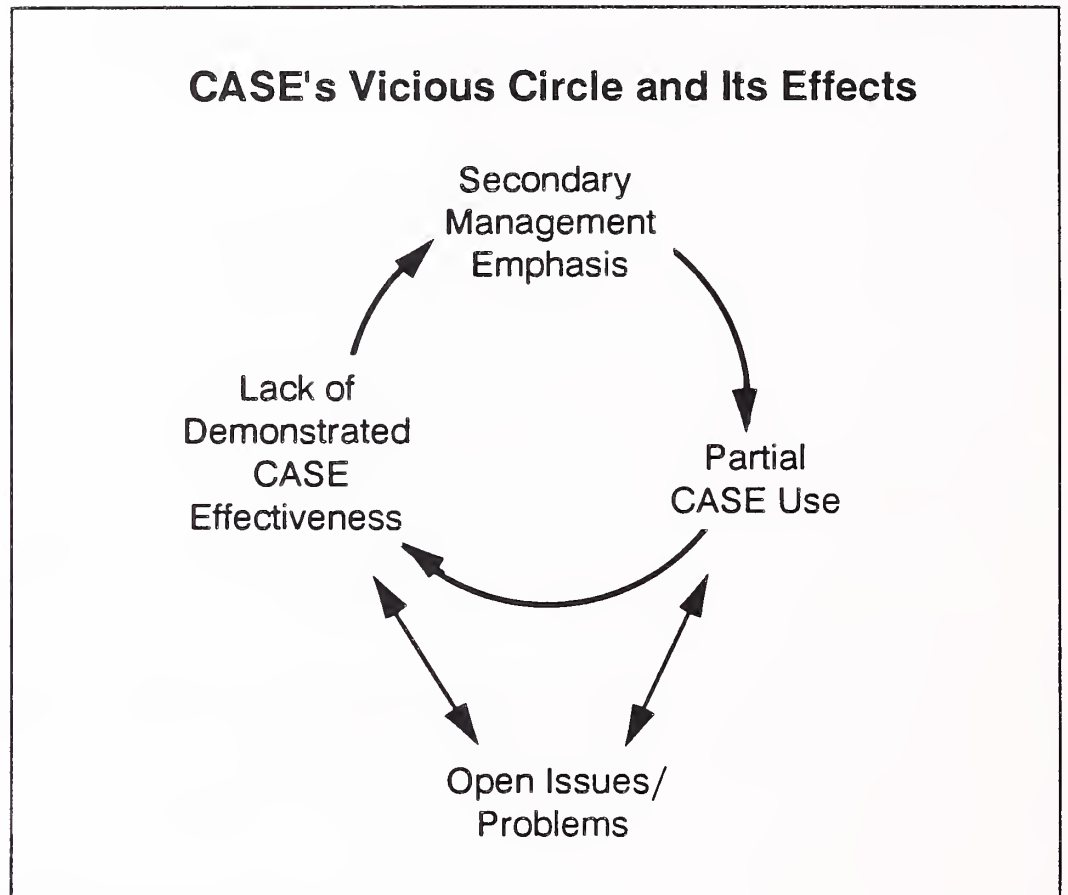 CASE's Vicious Circle and Its Effects
Secondary
Management
Emphasis
Lack of
Demonstrated
CASE
Effectiveness
Partial
CASE Use
Open Issues/
Problems